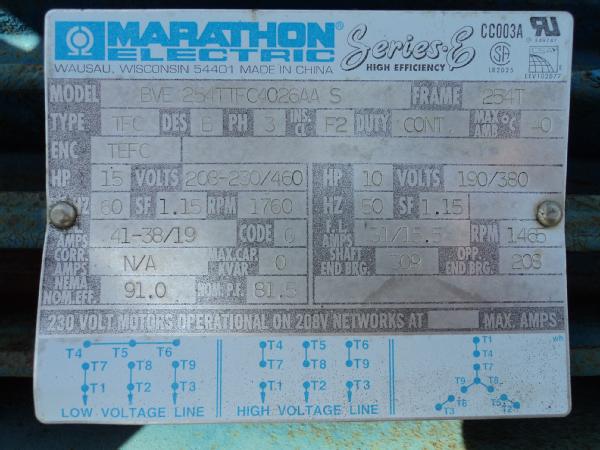 MARATHON
ELECTRIC
WAUSAU, WISCONSIN 54401 MADE IN CHINA
Series-E
HIGH EFFICIENCY
CC003A
LR2025
EEV102077
MODEL BVE 254TTFC4026AA S FRAME 254T
TYPE TFC DES B PH 3 INS. CL F2 DUTY CONT. MAX. AMB °C
ENC TEFC
HP 15 VOLTS 208-230/460 HP 10 VOLTS 190/380
HZ 60 SF 1.15 RPM 1760 HZ 50 SF 1.15
F.L. AMPS 41-38/19 CODE F.L. AMPS RPM 1465
CORR. AMPS N/A MAX.CAP. KVAR 0 SHAFT END BRG. OPP. END BRG. 208
NEMA NOM.EFF. 91.0 NOM.P.F. 81.5
230 VOLT MOTORS OPERATIONAL ON 208V NETWORKS AT MAX. AMPS
T4 T5 T6
T7 T8 T9
T1 T2 T3
LOW VOLTAGE LINE
T4 T5 T6
T7 T8 T9
T.1 T2 T3
HIGH VOLTAGE LINE
T1
T4
T7
T9 T8
T6 T5
T3 T2